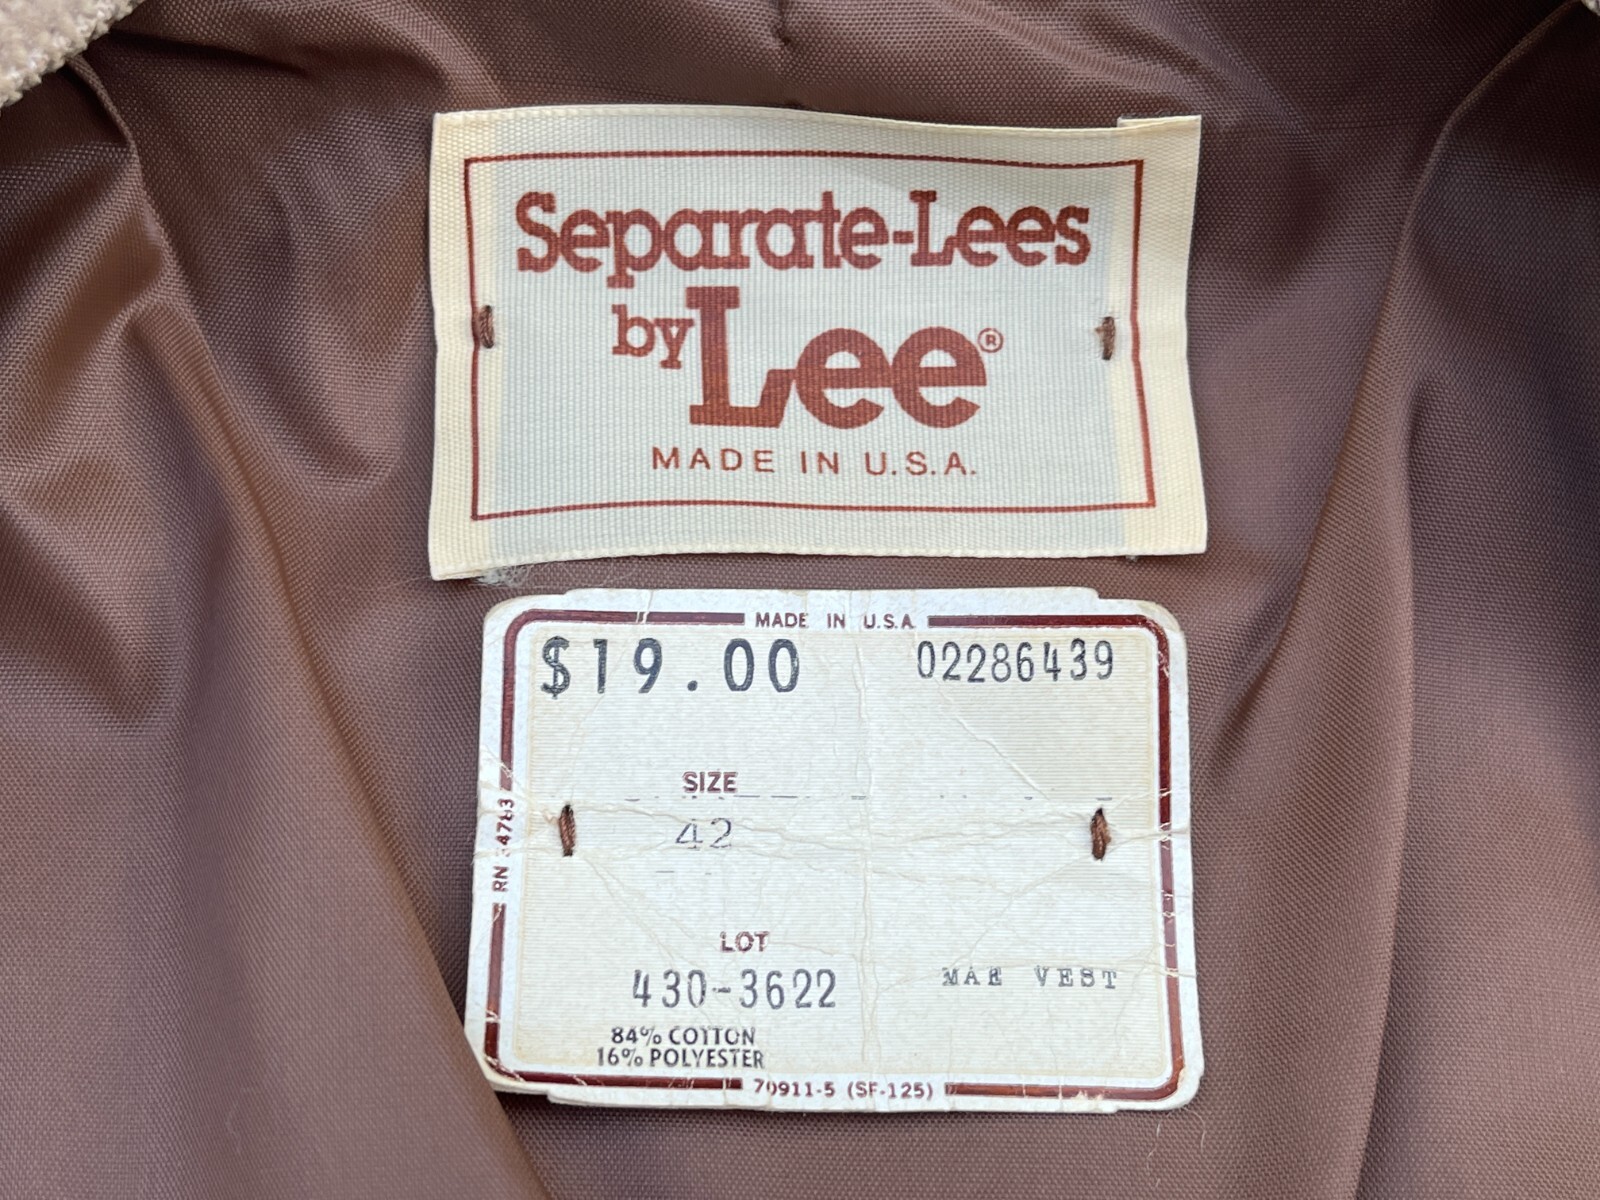 Separate-Lees
by Lee®
MADE IN U.S.A.
MADE IN U.S.A.
$19.00 02286439
SIZE
42
RN
LOT
430-3622
MAE VEST
84% COTTON
16% POLYESTER
70911-5 (SF-125)